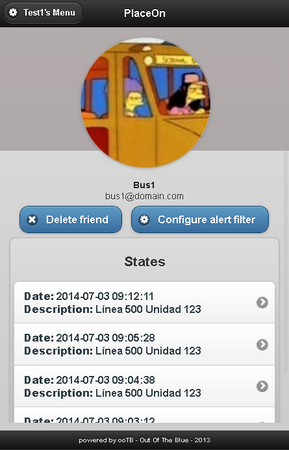 Test1's Menu
PlaceOn
SCHOOL
Bus1
bus1@domain.com
Delete friend
Configure alert filter
States
Date: 2014-07-03 09:12:11
Description: Línea 500 Unidad 123
Date: 2014-07-03 09:05:28
Description: Línea 500 Unidad 123
Date: 2014-07-03 09:04:38
Description: Línea 500 Unidad 123
Date: 2014-07-03 09:03:12
powered by ooTB - Out Of The Blue - 2013